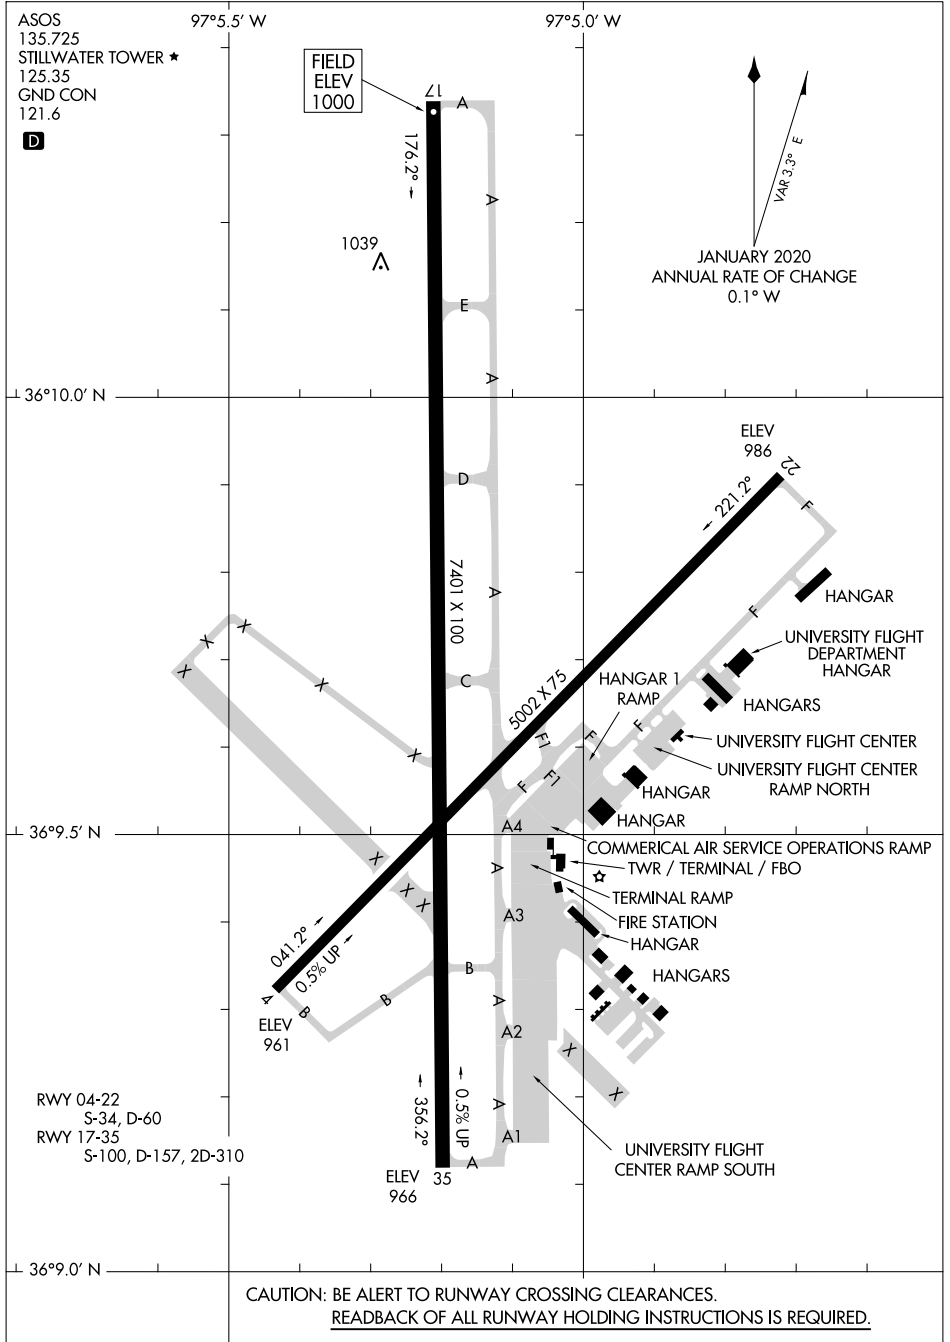 ASOS
135.725
STILLWATER TOWER ★
125.35
GND CON
121.6
D
97°5.5' W
97°5.0' W
FIELD
ELEV
1000
17
A
176.2°
A
VAR 3.3° E
1039
JANUARY 2020
ANNUAL RATE OF CHANGE
0.1° W
E
A
36°10.0' N
ELEV
986
22
D
221.2°
F
7401 X 100
A
HANGAR
F
X
X
X
UNIVERSITY FLIGHT
DEPARTMENT
HANGAR
X
X
C
5002 X 75
HANGAR 1
RAMP
HANGARS
F
F
F1
UNIVERSITY FLIGHT CENTER
X
UNIVERSITY FLIGHT CENTER
RAMP NORTH
F
F1
HANGAR
HANGAR
A4
36°9.5' N
COMMERICAL AIR SERVICE OPERATIONS RAMP
X
A
TWR / TERMINAL / FBO
X
X
TERMINAL RAMP
A3
FIRE STATION
HANGAR
041.2°
0.5% UP
B
HANGARS
4
B
B
A
ELEV
961
A2
X
X
RWY 04-22
S-34, D-60
RWY 17-35
S-100, D-157, 2D-310
356.2°
0.5% UP
A
A1
A
UNIVERSITY FLIGHT
CENTER RAMP SOUTH
ELEV
966
35
36°9.0' N
CAUTION: BE ALERT TO RUNWAY CROSSING CLEARANCES.
READBACK OF ALL RUNWAY HOLDING INSTRUCTIONS IS REQUIRED.